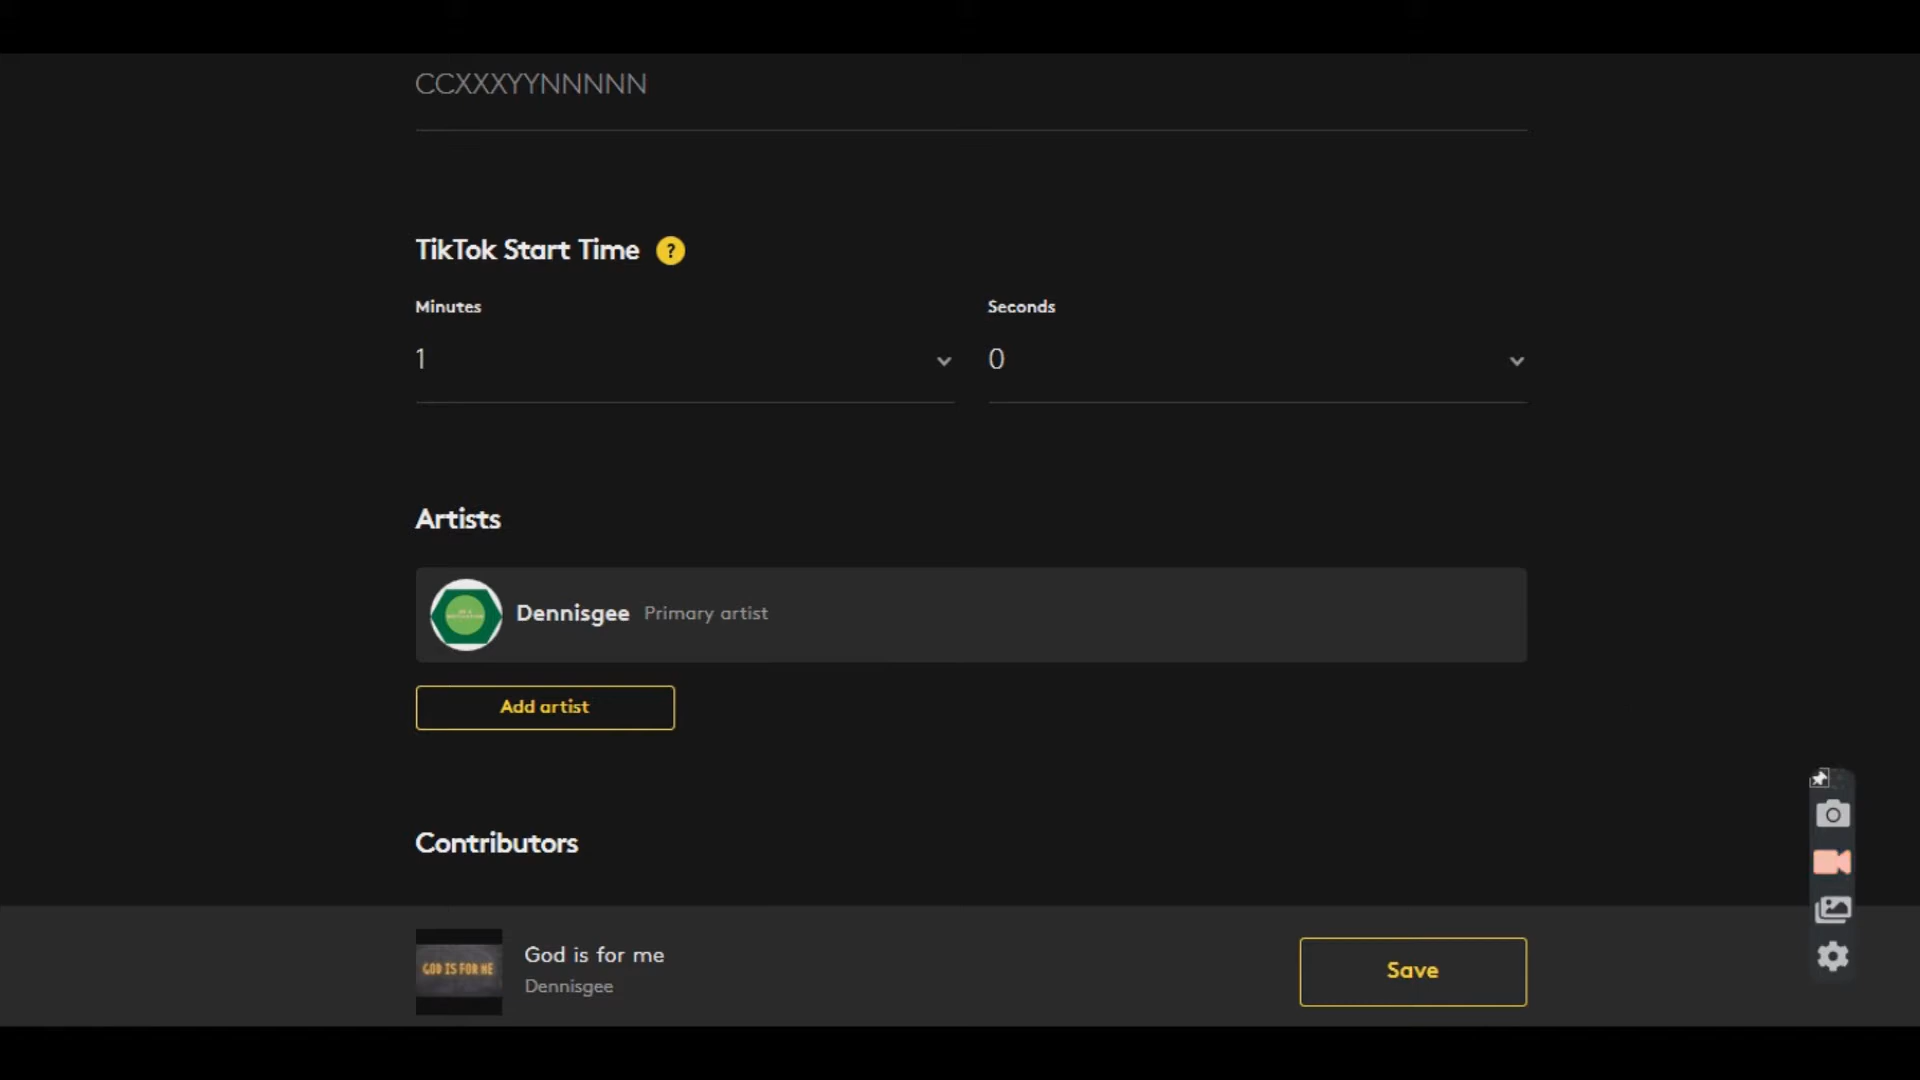 CCXXXYYNNNNN
TikTok Start Time ?
Minutes
Seconds
1
0
Artists
Dennisgee Primary artist
Add artist
Contributors
GOD IS FOR ME
God is for me
Dennisgee
Save